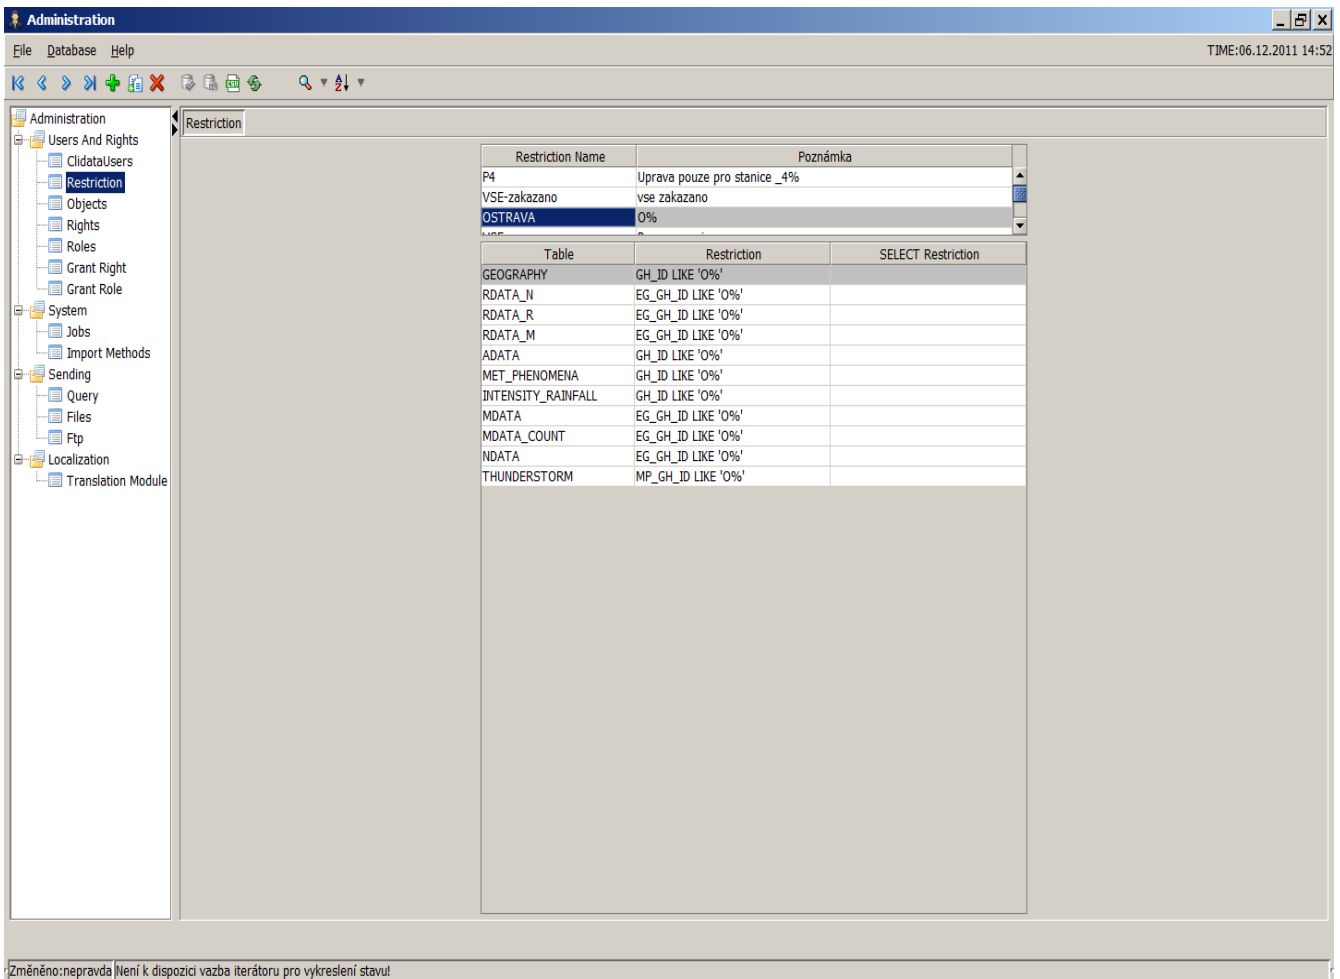 Administration
File Database Help
TIME:06.12.2011 14:52
Administration
Users And Rights
ClidataUsers
Restriction
Objects
Rights
Roles
Grant Right
Grant Role
System
Jobs
Import Methods
Sending
Query
Files
Ftp
Localization
Translation Module
Restriction
Restriction Name Poznámka
P4 Uprava pouze pro stanice _4%
VSE-zakazano vse zakazano
OSTRAVA O%
Table Restriction SELECT Restriction
GEOGRAPHY GH_ID LIKE 'O%'
RDATA_N EG_GH_ID LIKE 'O%'
RDATA_R EG_GH_ID LIKE 'O%'
RDATA_M EG_GH_ID LIKE 'O%'
ADATA GH_ID LIKE 'O%'
MET_PHENOMENA GH_ID LIKE 'O%'
INTENSITY_RAINFALL GH_ID LIKE 'O%'
MDATA EG_GH_ID LIKE 'O%'
MDATA_COUNT EG_GH_ID LIKE 'O%'
NDATA EG_GH_ID LIKE 'O%'
THUNDERSTORM MP_GH_ID LIKE 'O%'
Změněno:nepravda Není k dispozici vazba iterátoru pro vykreslení stavu!